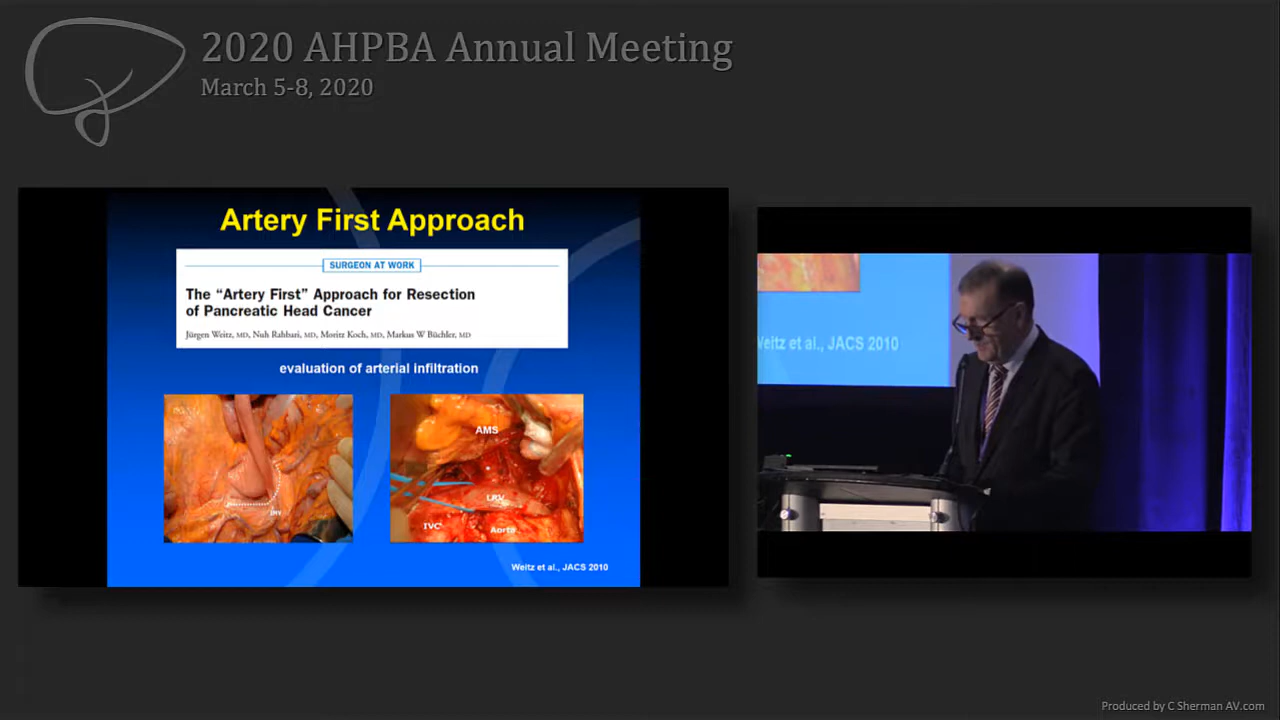 2020 AHPBA Annual Meeting
March 5-8, 2020
Artery First Approach
SURGEON AT WORK
The “Artery First” Approach for Resection
of Pancreatic Head Cancer
Jürgen Weitz, MD, Nuh Rahbari, MD, Moritz Koch, MD, Markus W Büchler, MD
evaluation of arterial infiltration
IMV
AMS
LRV
IVC
Aorta
Weitz et al., JACS 2010
Weitz et al., JACS 2010
Produced by C Sherman AV.com